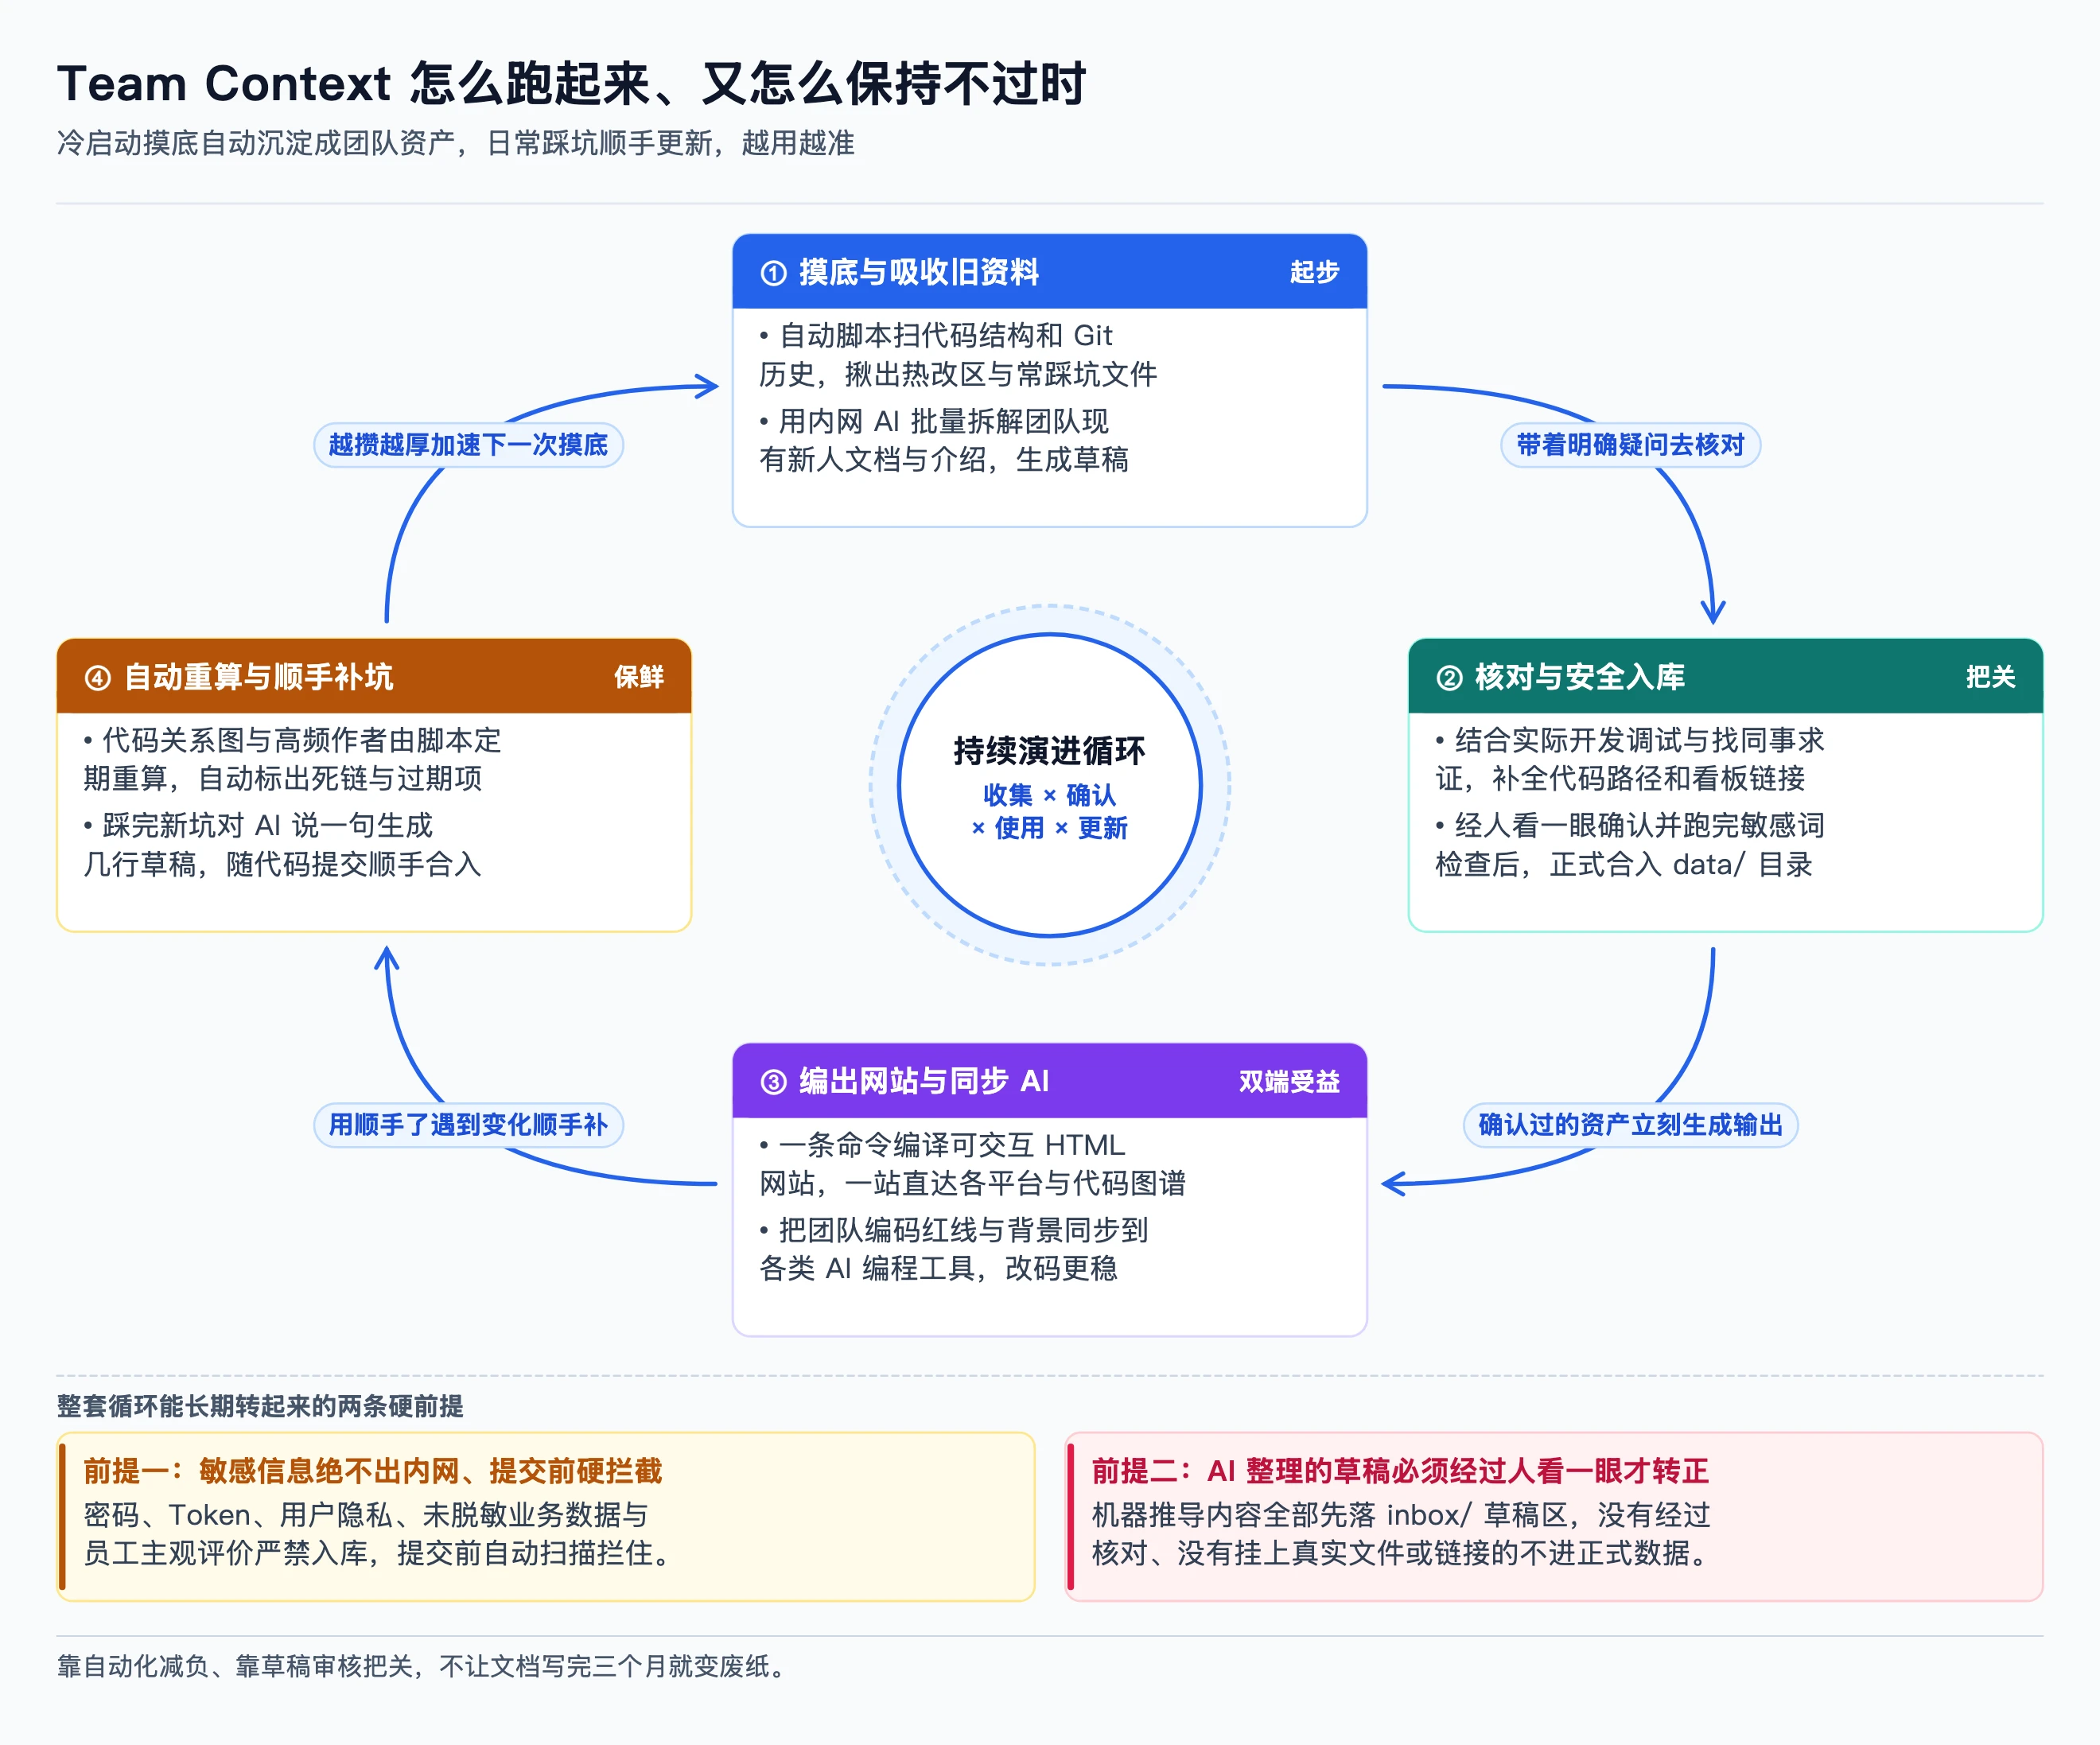 Team Context 怎么跑起来、又怎么保持不过时
冷启动摸底自动沉淀成团队资产，日常踩坑顺手更新，越用越准
① 摸底与吸收旧资料
起步
• 自动脚本扫代码结构和 Git
历史，揪出热改区与常踩坑文件
• 用内网 AI 批量拆解团队现
有新人文档与介绍，生成草稿
越攒越厚加速下一次摸底
带着明确疑问去核对
④ 自动重算与顺手补坑
保鲜
• 代码关系图与高频作者由脚本定
期重算，自动标出死链与过期项
• 踩完新坑对 AI 说一句生成
几行草稿，随代码提交顺手合入
持续演进循环
收集 × 确认
× 使用 × 更新
② 核对与安全入库
把关
• 结合实际开发调试与找同事求
证，补全代码路径和看板链接
• 经人看一眼确认并跑完敏感词
检查后，正式合入 data/ 目录
用顺手了遇到变化顺手补
确认过的资产立刻生成输出
③ 编出网站与同步 AI
双端受益
• 一条命令编译可交互 HTML
网站，一站直达各平台与代码图谱
• 把团队编码红线与背景同步到
各类 AI 编程工具，改码更稳
整套循环能长期转起来的两条硬前提
前提一：敏感信息绝不出内网、提交前硬拦截
密码、Token、用户隐私、未脱敏业务数据与
员工主观评价严禁入库，提交前自动扫描拦住。
前提二：AI 整理的草稿必须经过人看一眼才转正
机器推导内容全部先落 inbox/ 草稿区，没有经过
核对、没有挂上真实文件或链接的不进正式数据。
靠自动化减负、靠草稿审核把关，不让文档写完三个月就变废纸。